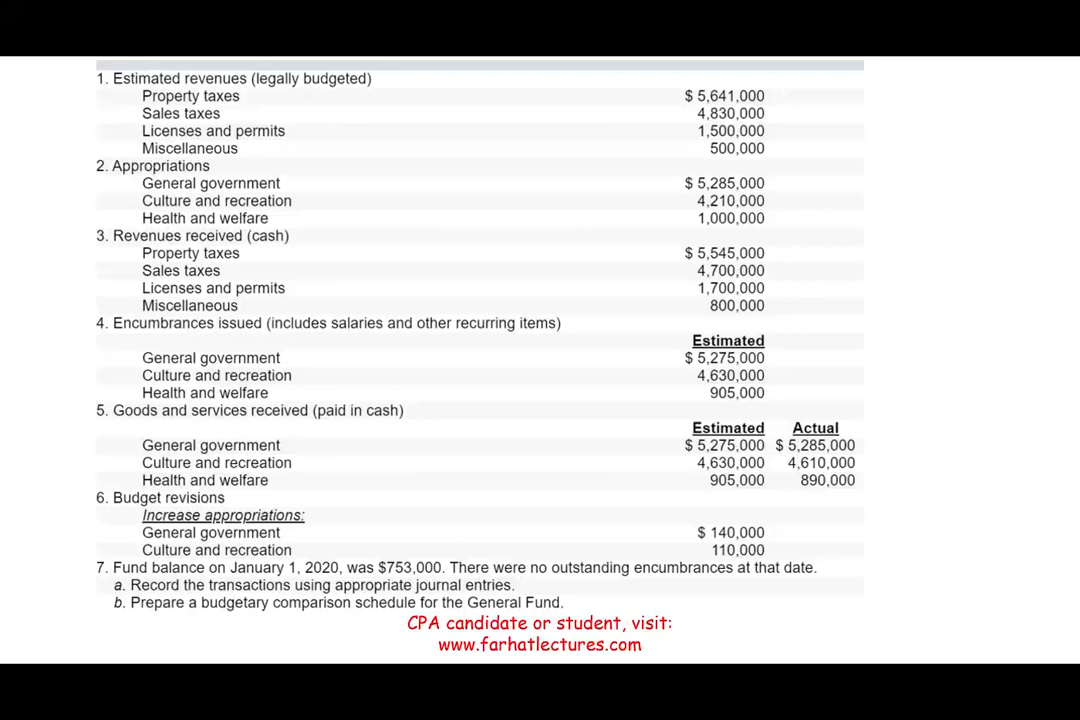 1. Estimated revenues (legally budgeted)
Property taxes $ 5,641,000
Sales taxes 4,830,000
Licenses and permits 1,500,000
Miscellaneous 500,000
2. Appropriations
General government $ 5,285,000
Culture and recreation 4,210,000
Health and welfare 1,000,000
3. Revenues received (cash)
Property taxes $ 5,545,000
Sales taxes 4,700,000
Licenses and permits 1,700,000
Miscellaneous 800,000
4. Encumbrances issued (includes salaries and other recurring items)
Estimated
General government $ 5,275,000
Culture and recreation 4,630,000
Health and welfare 905,000
5. Goods and services received (paid in cash)
Estimated Actual
General government $ 5,275,000 $ 5,285,000
Culture and recreation 4,630,000 4,610,000
Health and welfare 905,000 890,000
6. Budget revisions
Increase appropriations:
General government $ 140,000
Culture and recreation 110,000
7. Fund balance on January 1, 2020, was $753,000. There were no outstanding encumbrances at that date.
a. Record the transactions using appropriate journal entries.
b. Prepare a budgetary comparison schedule for the General Fund.
CPA candidate or student, visit:
www.farhatlectures.com